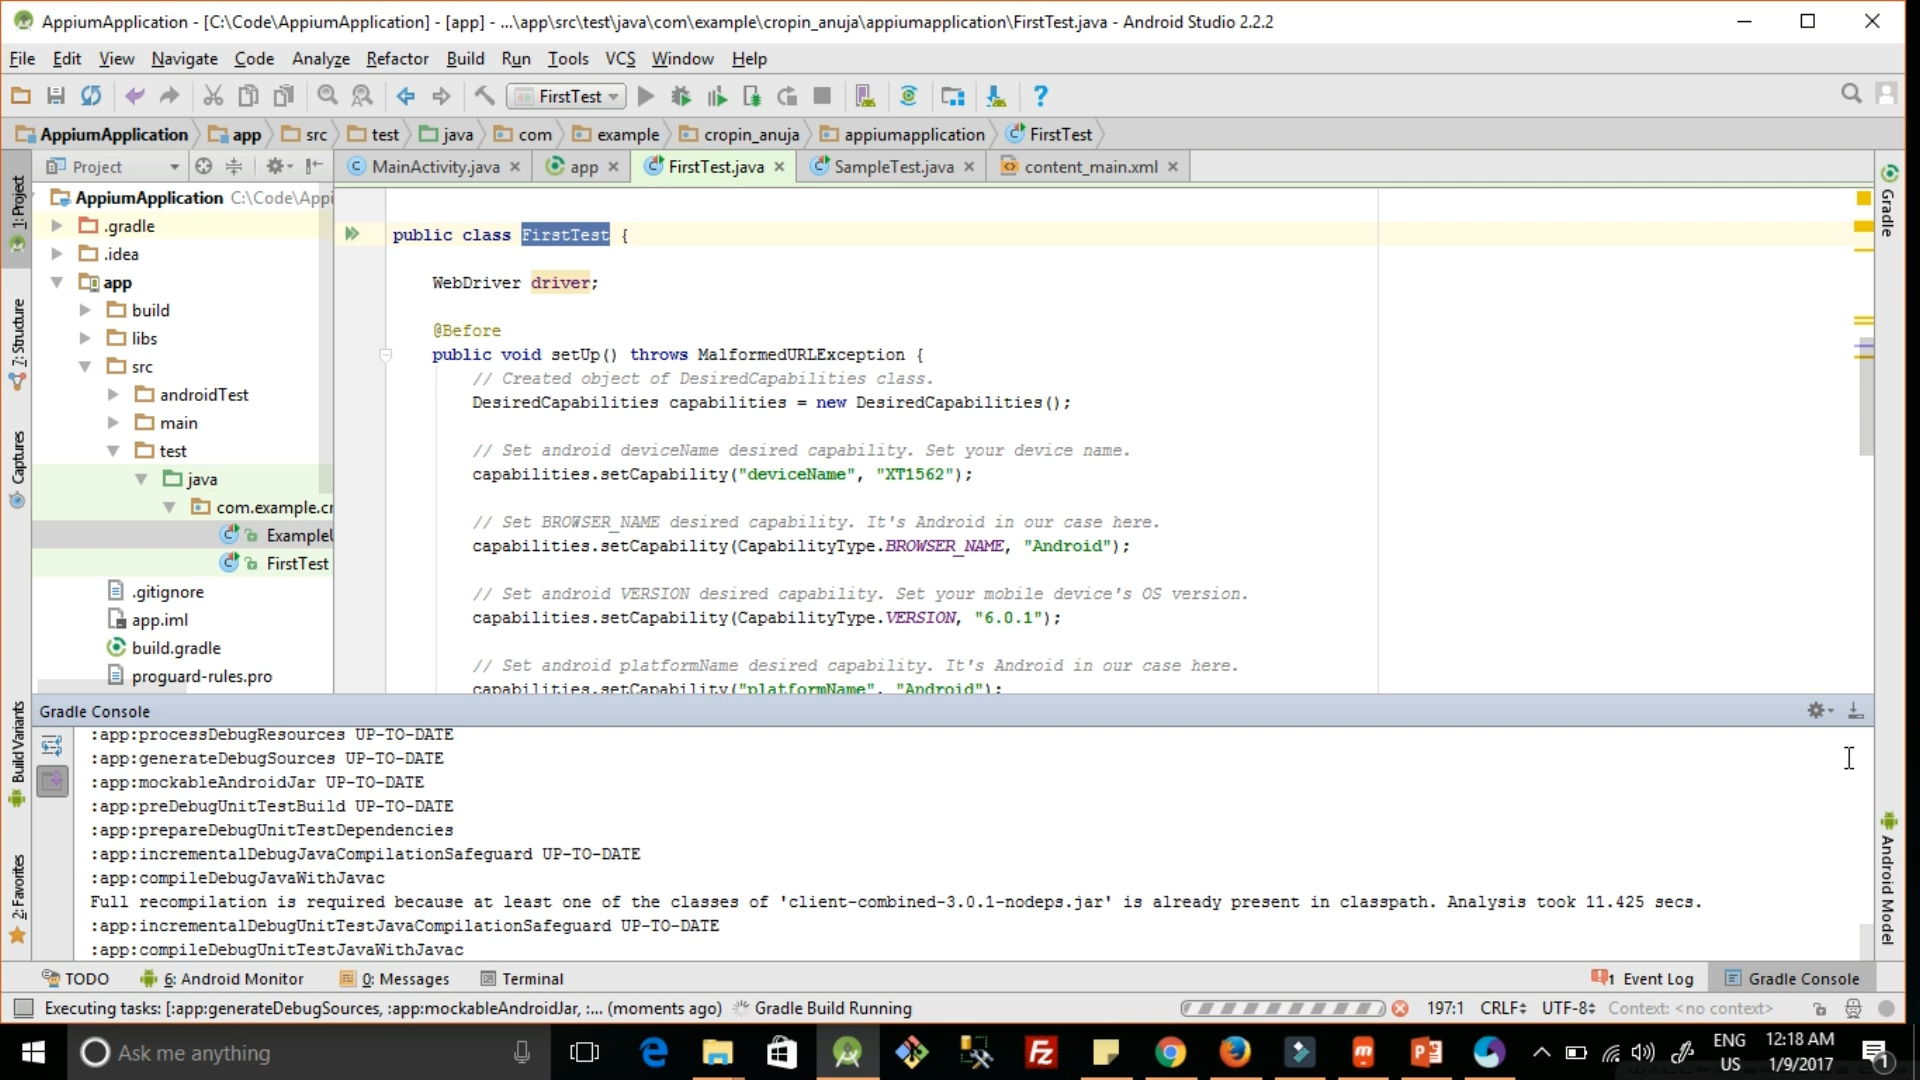 AppiumApplication - [C:\Code\AppiumApplication] - [app] - ...\app\src\test\java\com\example\cropin_anuja\appiumapplication\FirstTest.java - Android Studio 2.2.2
File Edit View Navigate Code Analyze Refactor Build Run Tools VCS Window Help
FirstTest
AppiumApplication app src test java com example cropin_anuja appiumapplication FirstTest
Project
MainActivity.java app FirstTest.java SampleTest.java content_main.xml
1: Project
7: Structure
Captures
Build Variants
2: Favorites
AppiumApplication C:\Code\Appi
.gradle
.idea
app
build
libs
src
androidTest
main
test
java
com.example.cr
Example
FirstTest
.gitignore
app.iml
build.gradle
proguard-rules.pro
public class FirstTest {
WebDriver driver;
@Before
public void setUp() throws MalformedURLException {
// Created object of DesiredCapabilities class.
DesiredCapabilities capabilities = new DesiredCapabilities();
// Set android deviceName desired capability. Set your device name.
capabilities.setCapability("deviceName", "XT1562");
// Set BROWSER_NAME desired capability. It's Android in our case here.
capabilities.setCapability(CapabilityType.BROWSER_NAME, "Android");
// Set android VERSION desired capability. Set your mobile device's OS version.
capabilities.setCapability(CapabilityType.VERSION, "6.0.1");
// Set android platformName desired capability. It's Android in our case here.
capabilities.setCapability("platformName", "Android");
Gradle
Android Model
Gradle Console
:app:processDebugResources UP-TO-DATE
:app:generateDebugSources UP-TO-DATE
:app:mockableAndroidJar UP-TO-DATE
:app:preDebugUnitTestBuild UP-TO-DATE
:app:prepareDebugUnitTestDependencies
:app:incrementalDebugJavaCompilationSafeguard UP-TO-DATE
:app:compileDebugJavaWithJavac
Full recompilation is required because at least one of the classes of 'client-combined-3.0.1-nodeps.jar' is already present in classpath. Analysis took 11.425 secs.
:app:incrementalDebugUnitTestJavaCompilationSafeguard UP-TO-DATE
:app:compileDebugUnitTestJavaWithJavac
TODO 6: Android Monitor 0: Messages Terminal 1 Event Log Gradle Console
Executing tasks: [:app:generateDebugSources, :app:mockableAndroidJar, :... (moments ago) Gradle Build Running 197:1 CRLF UTF-8 Context: <no context>
Ask me anything
ENG
US
12:18 AM
1/9/2017
1